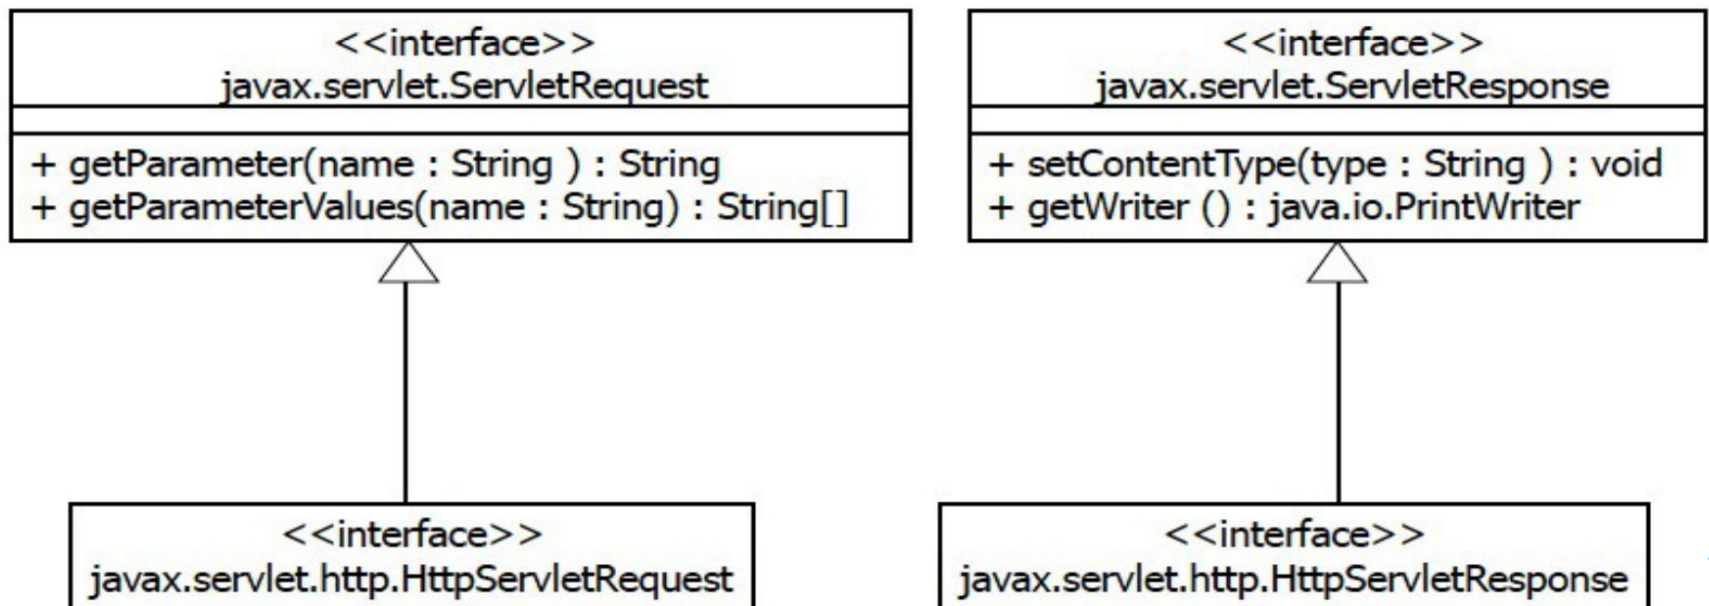 <<interface>>
javax.servlet.ServletRequest
+ getParameter(name : String ) : String
+ getParameterValues(name : String) : String[]
<<interface>>
javax.servlet.ServletResponse
+ setContentType(type : String ) : void
+ getWriter () : java.io.PrintWriter
<<interface>>
javax.servlet.http.HttpServletRequest
<<interface>>
javax.servlet.http.HttpServletResponse